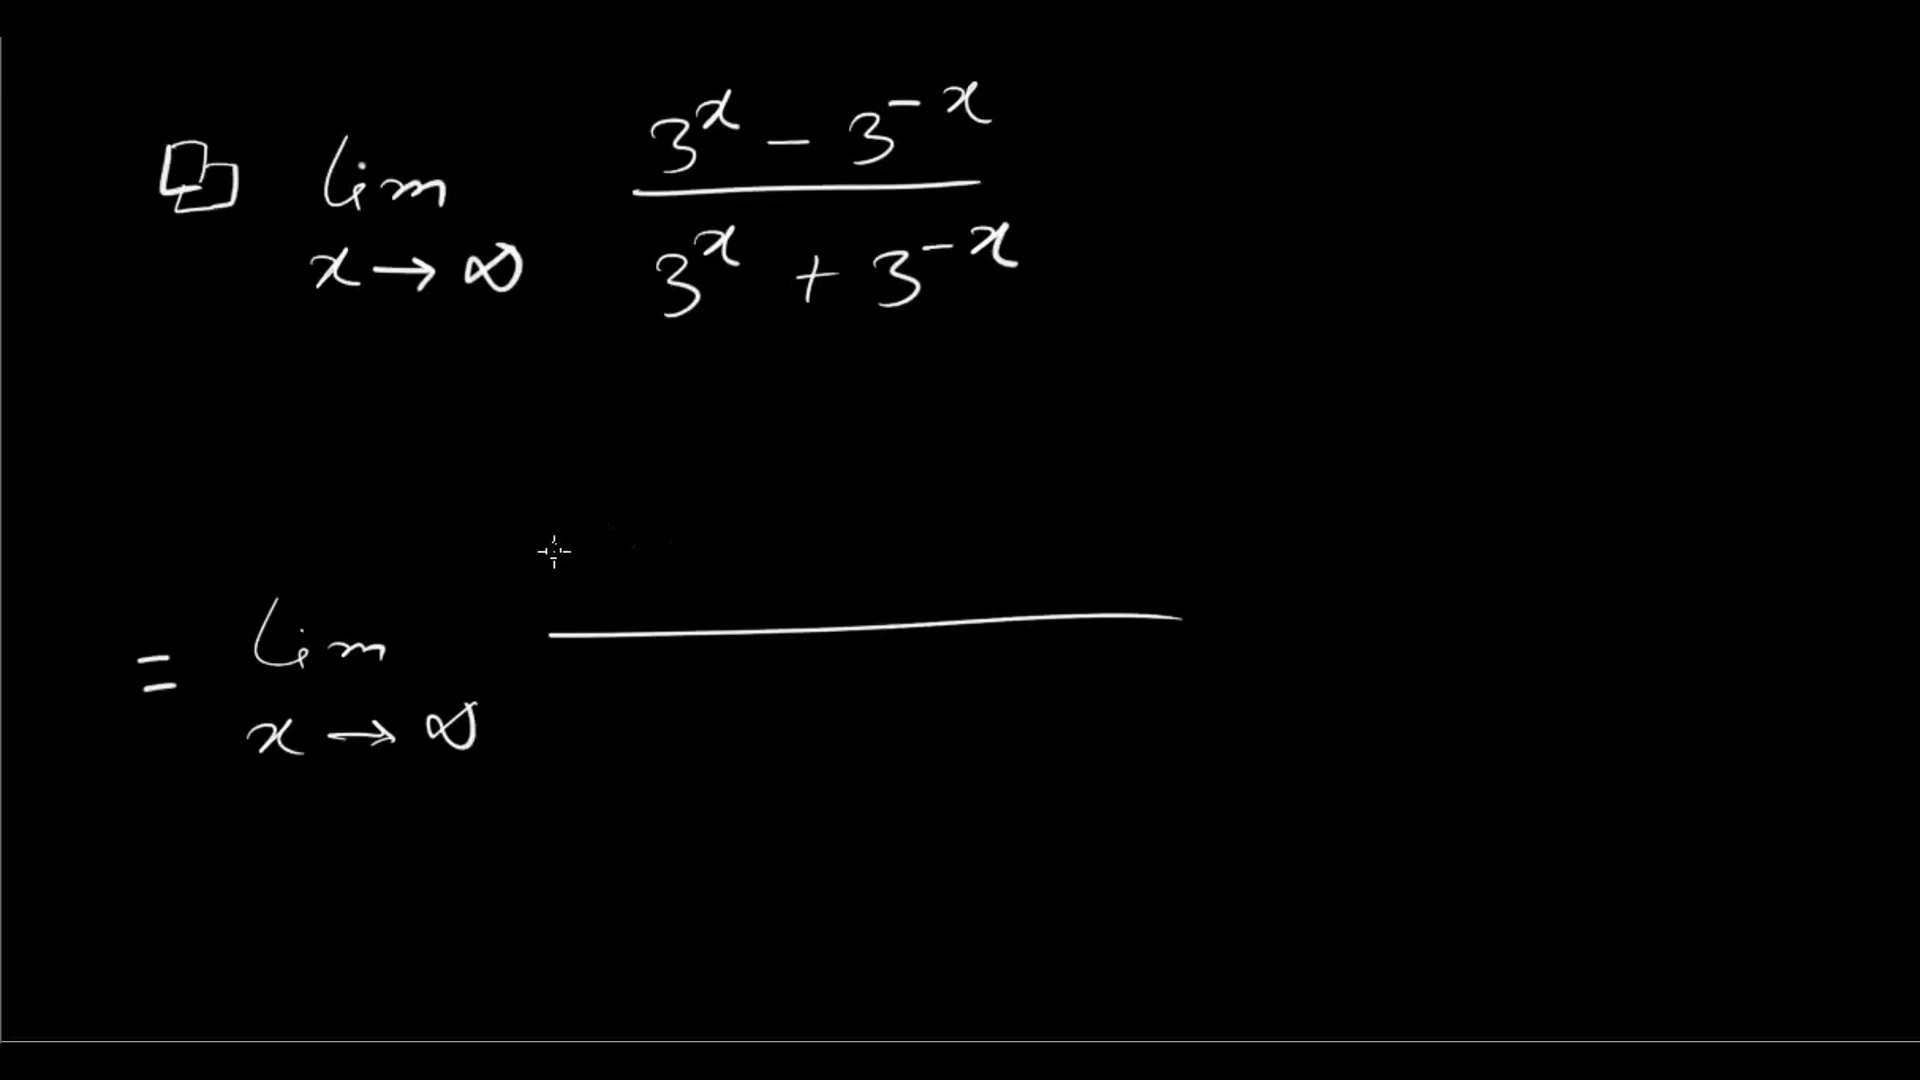 lim x→∞ (3^x - 3^-x) / (3^x + 3^-x)
= lim x→∞